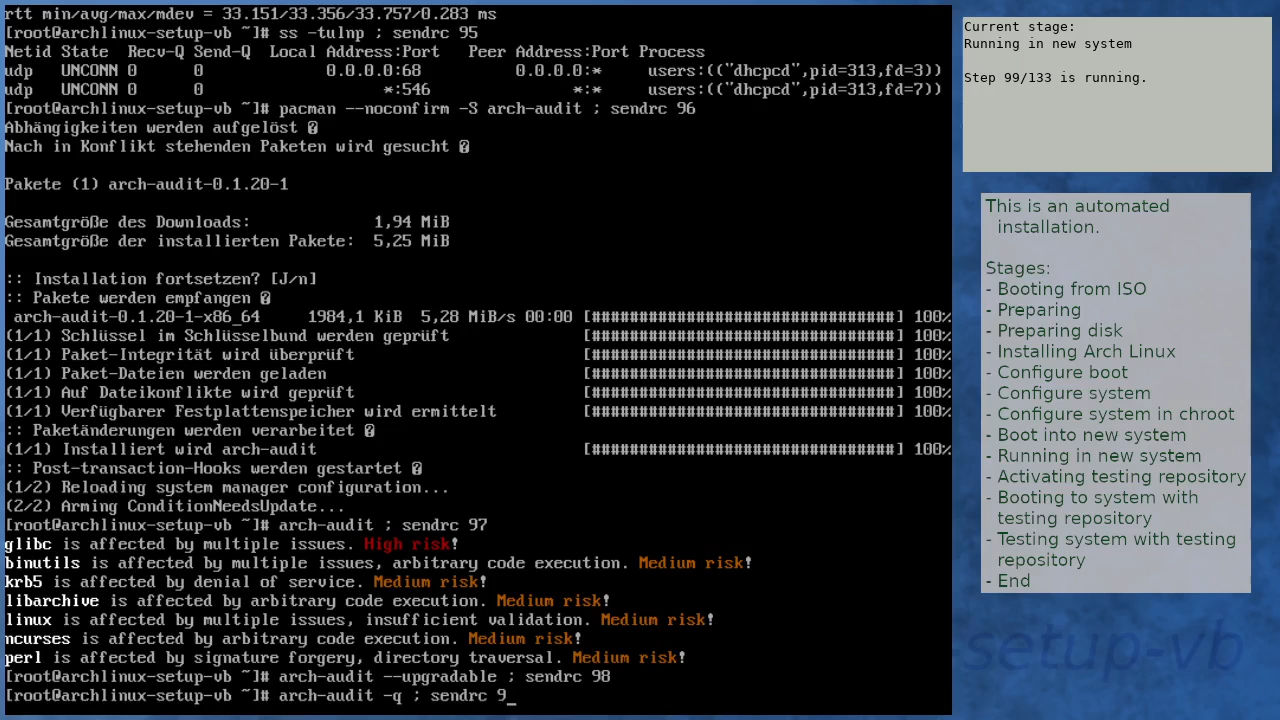 rtt min/avg/max/mdev = 33.151/33.356/33.757/0.283 ms
[root@archlinux-setup-vb ~]# ss -tulnp ; sendrc 95
Netid State  Recv-Q Send-Q  Local Address:Port   Peer Address:Port Process
udp   UNCONN 0      0             0.0.0.0:68          0.0.0.0:*     users:(("dhcpcd",pid=313,fd=3))
udp   UNCONN 0      0                   *:546               *:*     users:(("dhcpcd",pid=313,fd=7))
[root@archlinux-setup-vb ~]# pacman --noconfirm -S arch-audit ; sendrc 96
Abhängigkeiten werden aufgelöst �
Nach in Konflikt stehenden Paketen wird gesucht �
Pakete (1) arch-audit-0.1.20-1
Gesamtgröße des Downloads:             1,94 MiB
Gesamtgröße der installierten Pakete:  5,25 MiB
:: Installation fortsetzen? [J/n]
:: Pakete werden empfangen �
arch-audit-0.1.20-1-x86_64     1984,1 KiB  5,28 MiB/s 00:00 [################################] 100%
(1/1) Schlüssel im Schlüsselbund werden geprüft [################################] 100%
(1/1) Paket-Integrität wird überprüft [################################] 100%
(1/1) Paket-Dateien werden geladen [################################] 100%
(1/1) Auf Dateikonflikte wird geprüft [################################] 100%
(1/1) Verfügbarer Festplattenspeicher wird ermittelt [################################] 100%
:: Paketänderungen werden verarbeitet �
(1/1) Installiert wird arch-audit [################################] 100%
:: Post-transaction-Hooks werden gestartet �
(1/2) Reloading system manager configuration...
(2/2) Arming ConditionNeedsUpdate...
[root@archlinux-setup-vb ~]# arch-audit ; sendrc 97
glibc is affected by multiple issues. High risk!
binutils is affected by multiple issues, arbitrary code execution. Medium risk!
krb5 is affected by denial of service. Medium risk!
libarchive is affected by arbitrary code execution. Medium risk!
linux is affected by multiple issues, insufficient validation. Medium risk!
ncurses is affected by arbitrary code execution. Medium risk!
perl is affected by signature forgery, directory traversal. Medium risk!
[root@archlinux-setup-vb ~]# arch-audit --upgradable ; sendrc 98
[root@archlinux-setup-vb ~]# arch-audit -q ; sendrc 9_
Current stage:
Running in new system
Step 99/133 is running.
This is an automated
installation.
Stages:
- Booting from ISO
- Preparing
- Preparing disk
- Installing Arch Linux
- Configure boot
- Configure system
- Configure system in chroot
- Boot into new system
- Running in new system
- Activating testing repository
- Booting to system with
testing repository
- Testing system with testing
repository
- End
-setup-vb